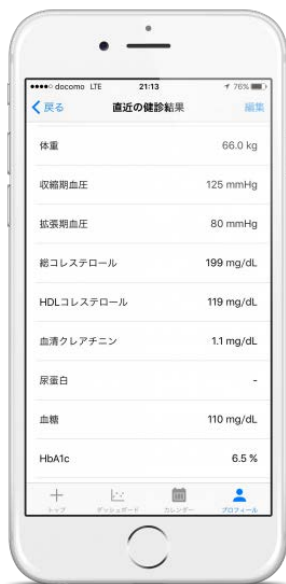 docomo LTE 21:13 76%
戻る 直近の健診結果 編集
体重 66.0 kg
収縮期血圧 125 mmHg
拡張期血圧 80 mmHg
総コレステロール 199 mg/dL
HDLコレステロール 119 mg/dL
血清クレアチニン 1.1 mg/dL
尿蛋白 -
血糖 110 mg/dL
HbA1c 6.5 %
トップ ダッシュボード カレンダー プロフィール